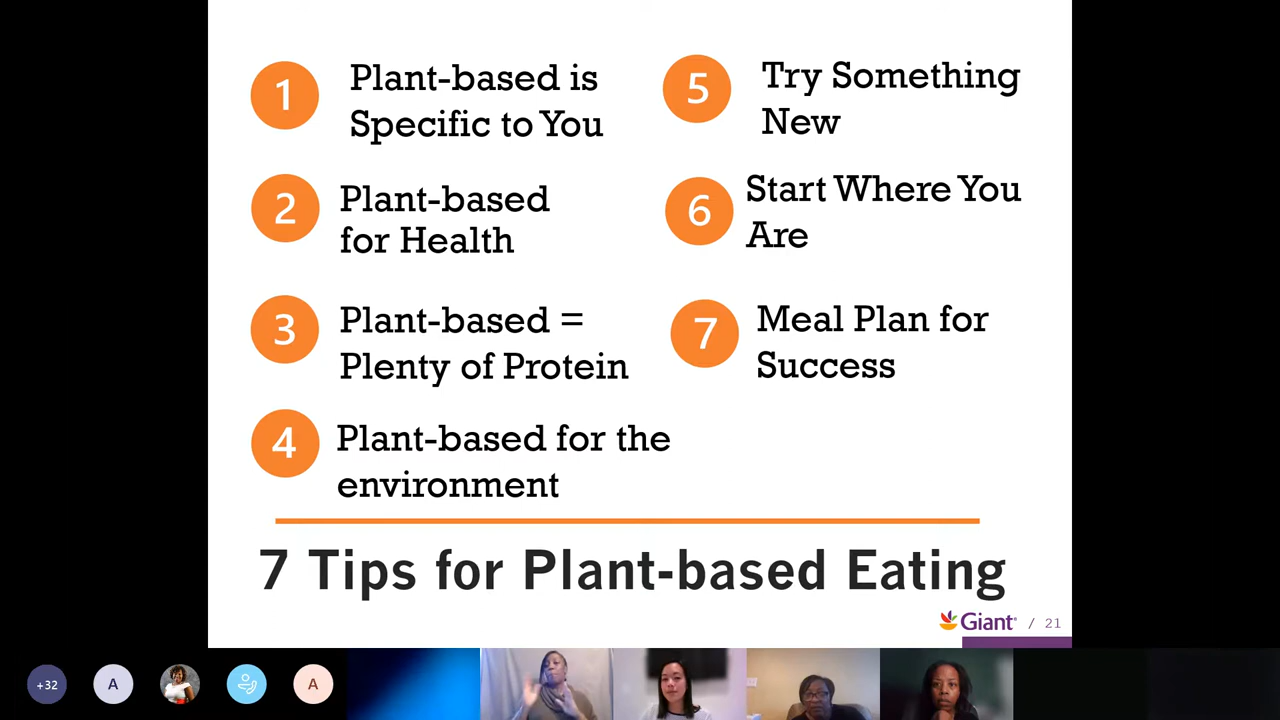 1
Plant-based is
Specific to You
2
Plant-based
for Health
3
Plant-based =
Plenty of Protein
4
Plant-based for the
environment
5
Try Something
New
6
Start Where You
Are
7
Meal Plan for
Success
7 Tips for Plant-based Eating
Giant / 21
+32
A
A